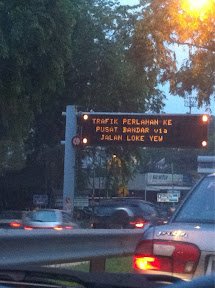 TRAFIK PERLAHAN KE
PUSAT BANDAR via
JALAN LOKE YEW